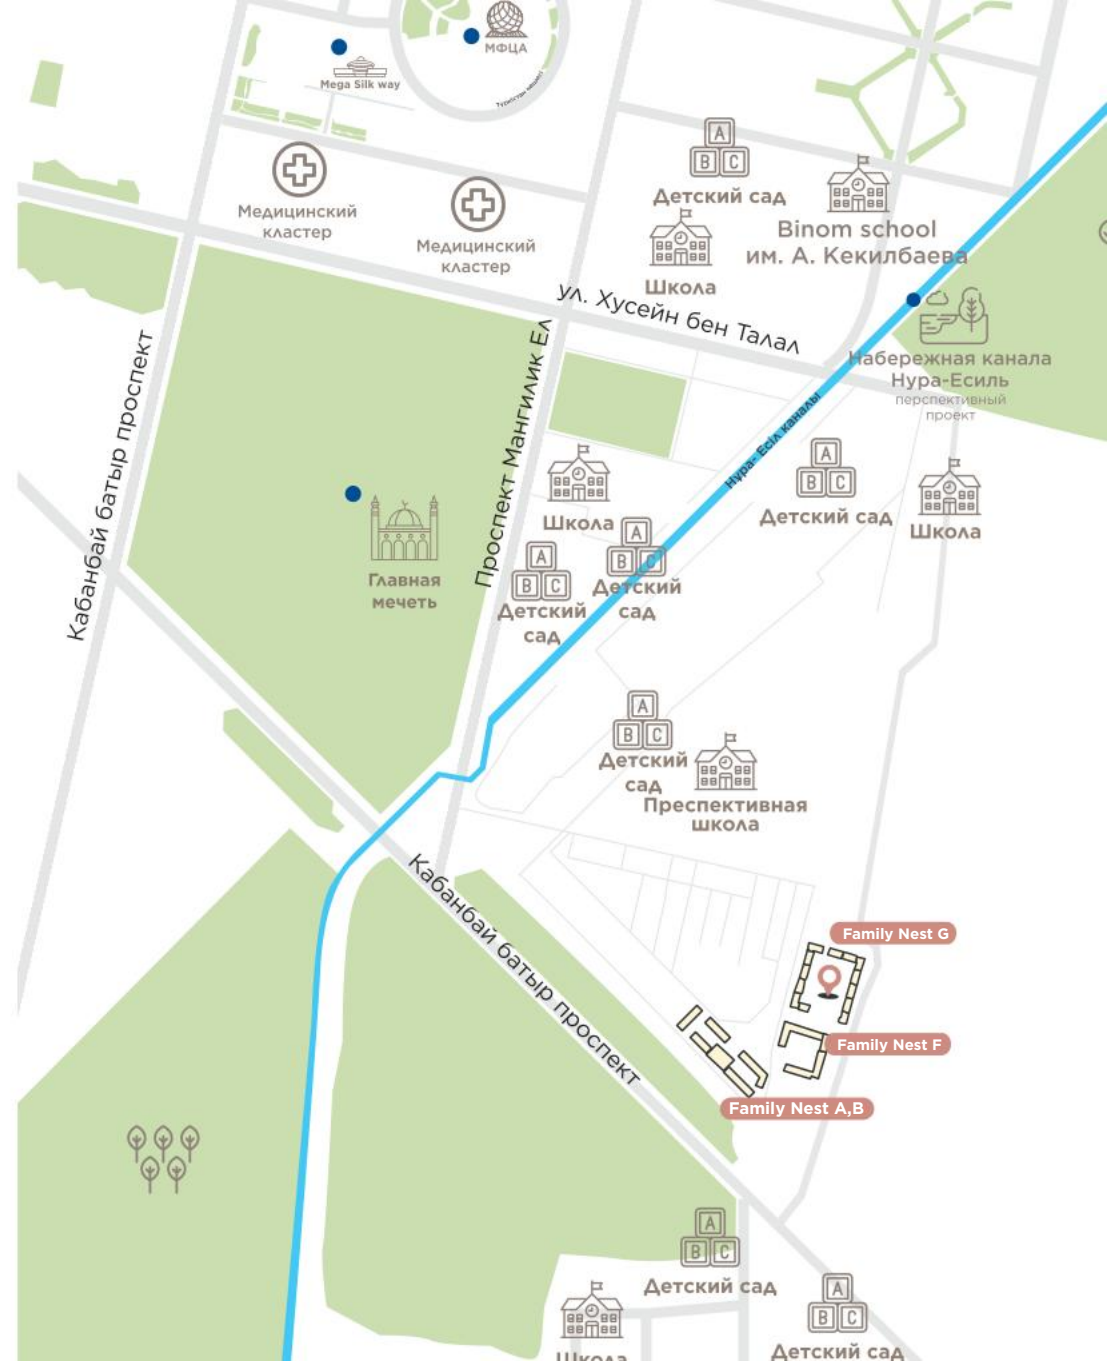 МФЦА
Mega Silk way
Медицинский
кластер
Медицинский
кластер
A
B C
Детский сад
Школа
Binom school
им. А. Кекилбаева
ул. Хусейн бен Талал
Набережная канала
Нура-Есиль
перспективный
проект
Кабанбай батыр проспект
Проспект Мангилик Ел
Нұра- Есіл каналы
Главная
мечеть
Школа
A
B C
Детский
сад
A
B C
Детский
сад
A
B C
Детский сад
Школа
A
B C
Детский
сад
Преспективная
школа
Кабанбай батыр проспект
Family Nest G
Family Nest F
Family Nest A,B
A
B C
Детский сад
Школа
A
B C
Детский сад